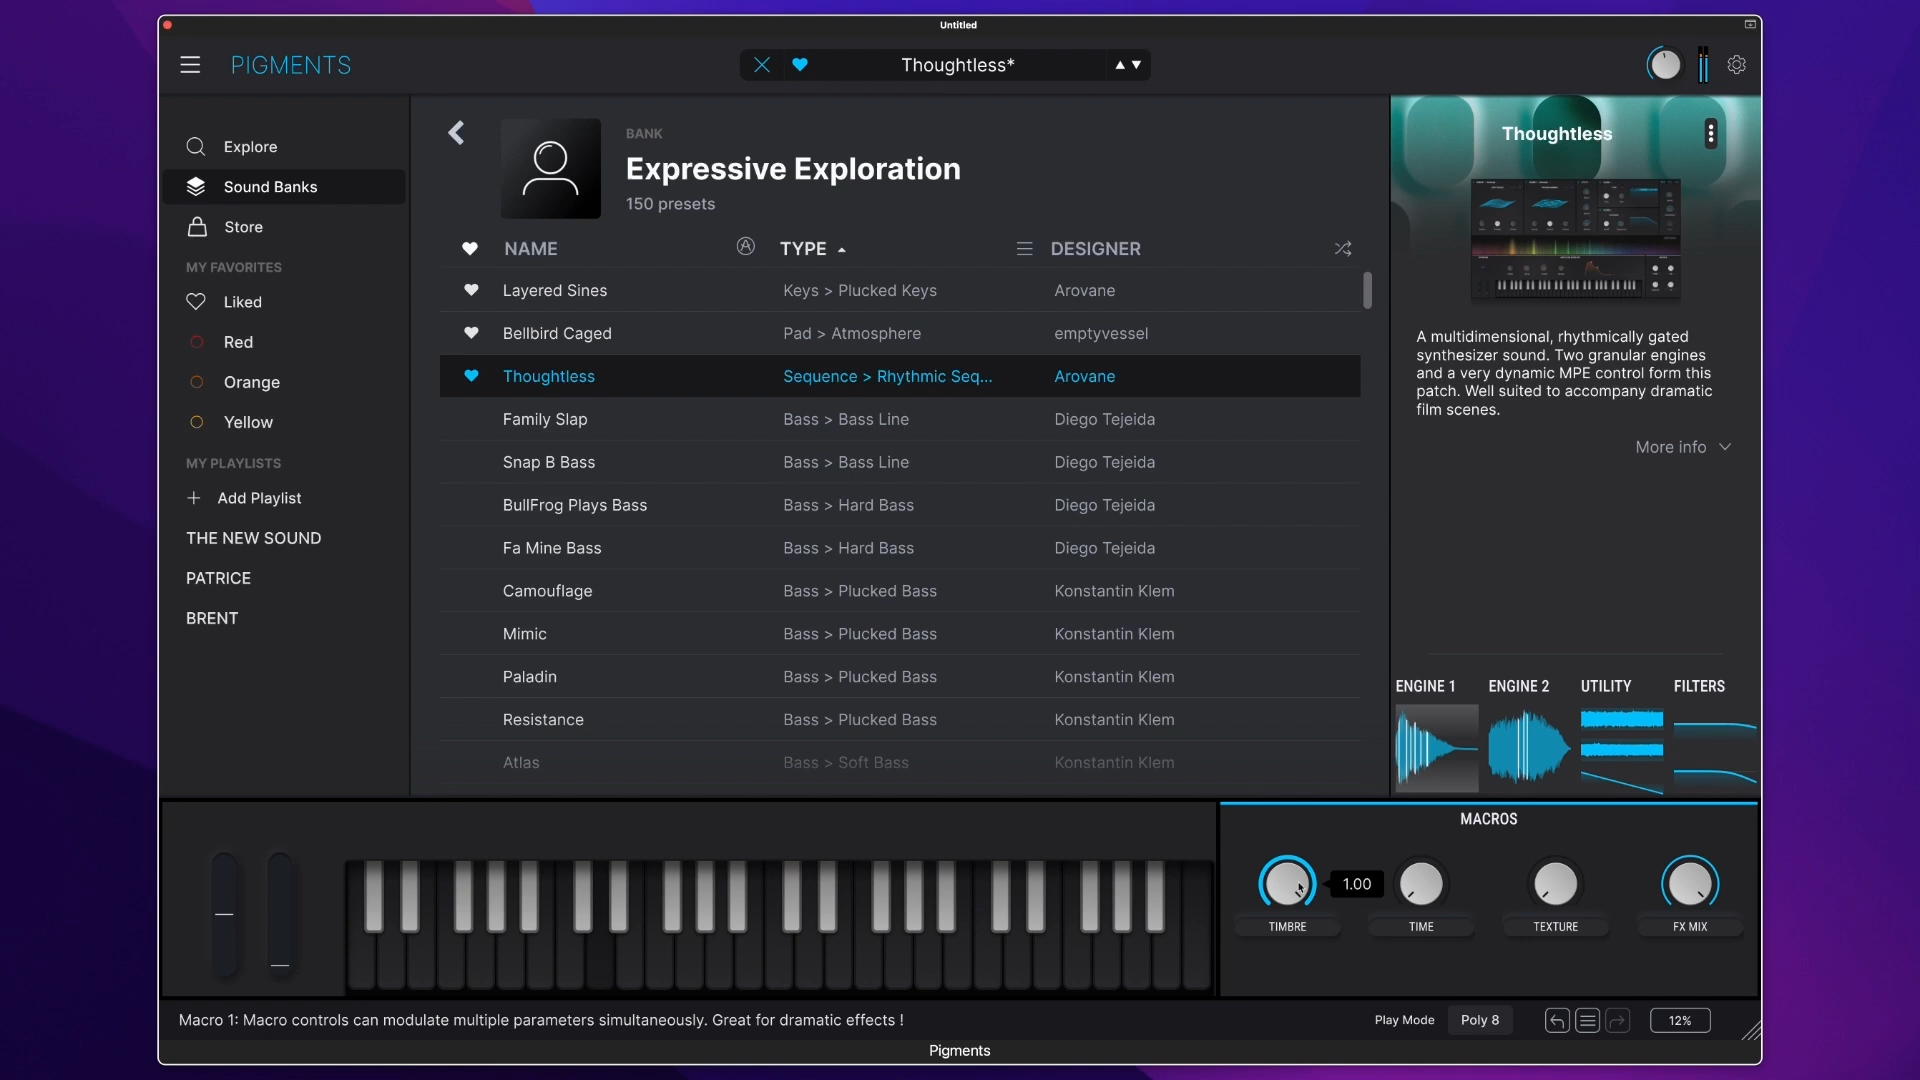 Untitled
PIGMENTS
Thoughtless*
Explore
Sound Banks
Store
MY FAVORITES
Liked
Red
Orange
Yellow
MY PLAYLISTS
Add Playlist
THE NEW SOUND
PATRICE
BRENT
BANK
Expressive Exploration
150 presets
NAME TYPE DESIGNER
Layered Sines Keys > Plucked Keys Arovane
Bellbird Caged Pad > Atmosphere emptyvessel
Thoughtless Sequence > Rhythmic Seq... Arovane
Family Slap Bass > Bass Line Diego Tejeida
Snap B Bass Bass > Bass Line Diego Tejeida
BullFrog Plays Bass Bass > Hard Bass Diego Tejeida
Fa Mine Bass Bass > Hard Bass Diego Tejeida
Camouflage Bass > Plucked Bass Konstantin Klem
Mimic Bass > Plucked Bass Konstantin Klem
Paladin Bass > Plucked Bass Konstantin Klem
Resistance Bass > Plucked Bass Konstantin Klem
Atlas Bass > Soft Bass Konstantin Klem
Thoughtless
A multidimensional, rhythmically gated
synthesizer sound. Two granular engines
and a very dynamic MPE control form this
patch. Well suited to accompany dramatic
film scenes.
More info
ENGINE 1 ENGINE 2 UTILITY FILTERS
MACROS
1.00
TIMBRE TIME TEXTURE FX MIX
Macro 1: Macro controls can modulate multiple parameters simultaneously. Great for dramatic effects !
Play Mode Poly 8 12%
Pigments